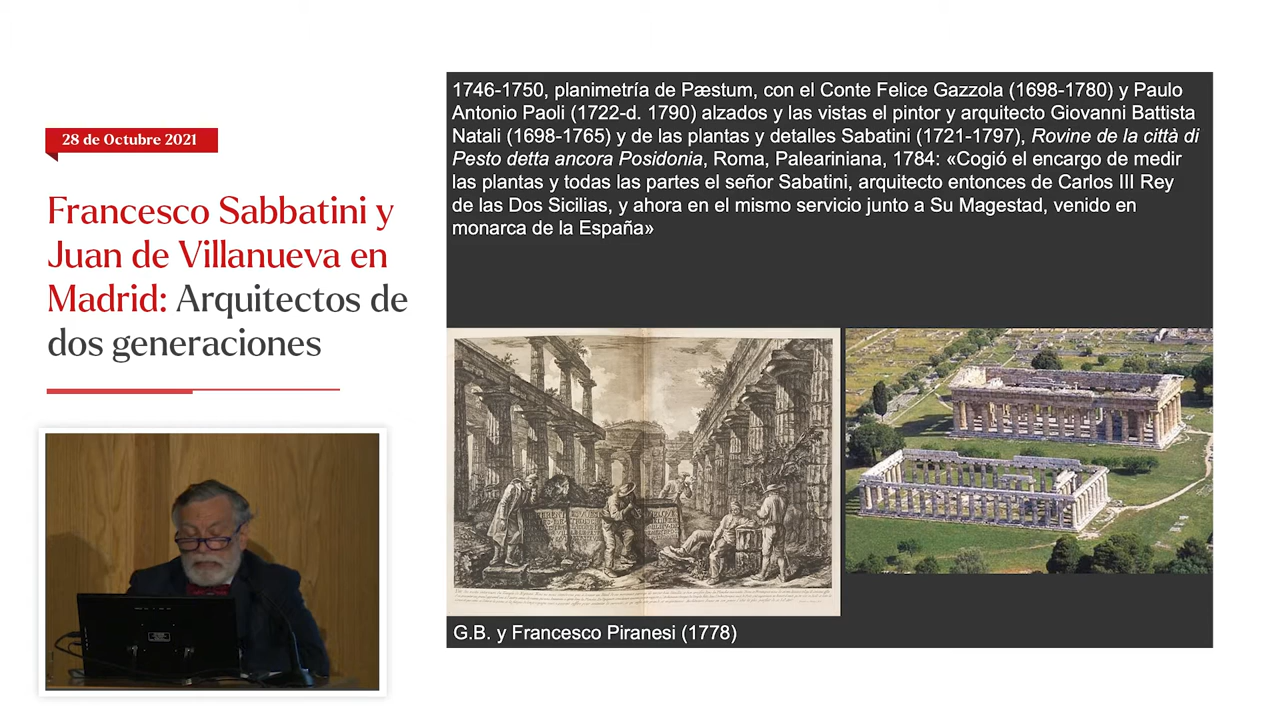 28 de Octubre 2021
Francesco Sabbatini y
Juan de Villanueva en
Madrid: Arquitectos de
dos generaciones
1746-1750, planimetría de Pæstum, con el Conte Felice Gazzola (1698-1780) y Paulo
Antonio Paoli (1722-d. 1790) alzados y las vistas el pintor y arquitecto Giovanni Battista
Natali (1698-1765) y de las plantas y detalles Sabatini (1721-1797), Rovine de la città di
Pesto detta ancora Posidonia, Roma, Paleariniana, 1784: «Cogió el encargo de medir
las plantas y todas las partes el señor Sabatini, arquitecto entonces de Carlos III Rey
de las Dos Sicilias, y ahora en el mismo servicio junto a Su Magestad, venido en
monarca de la España»
G.B. y Francesco Piranesi (1778)